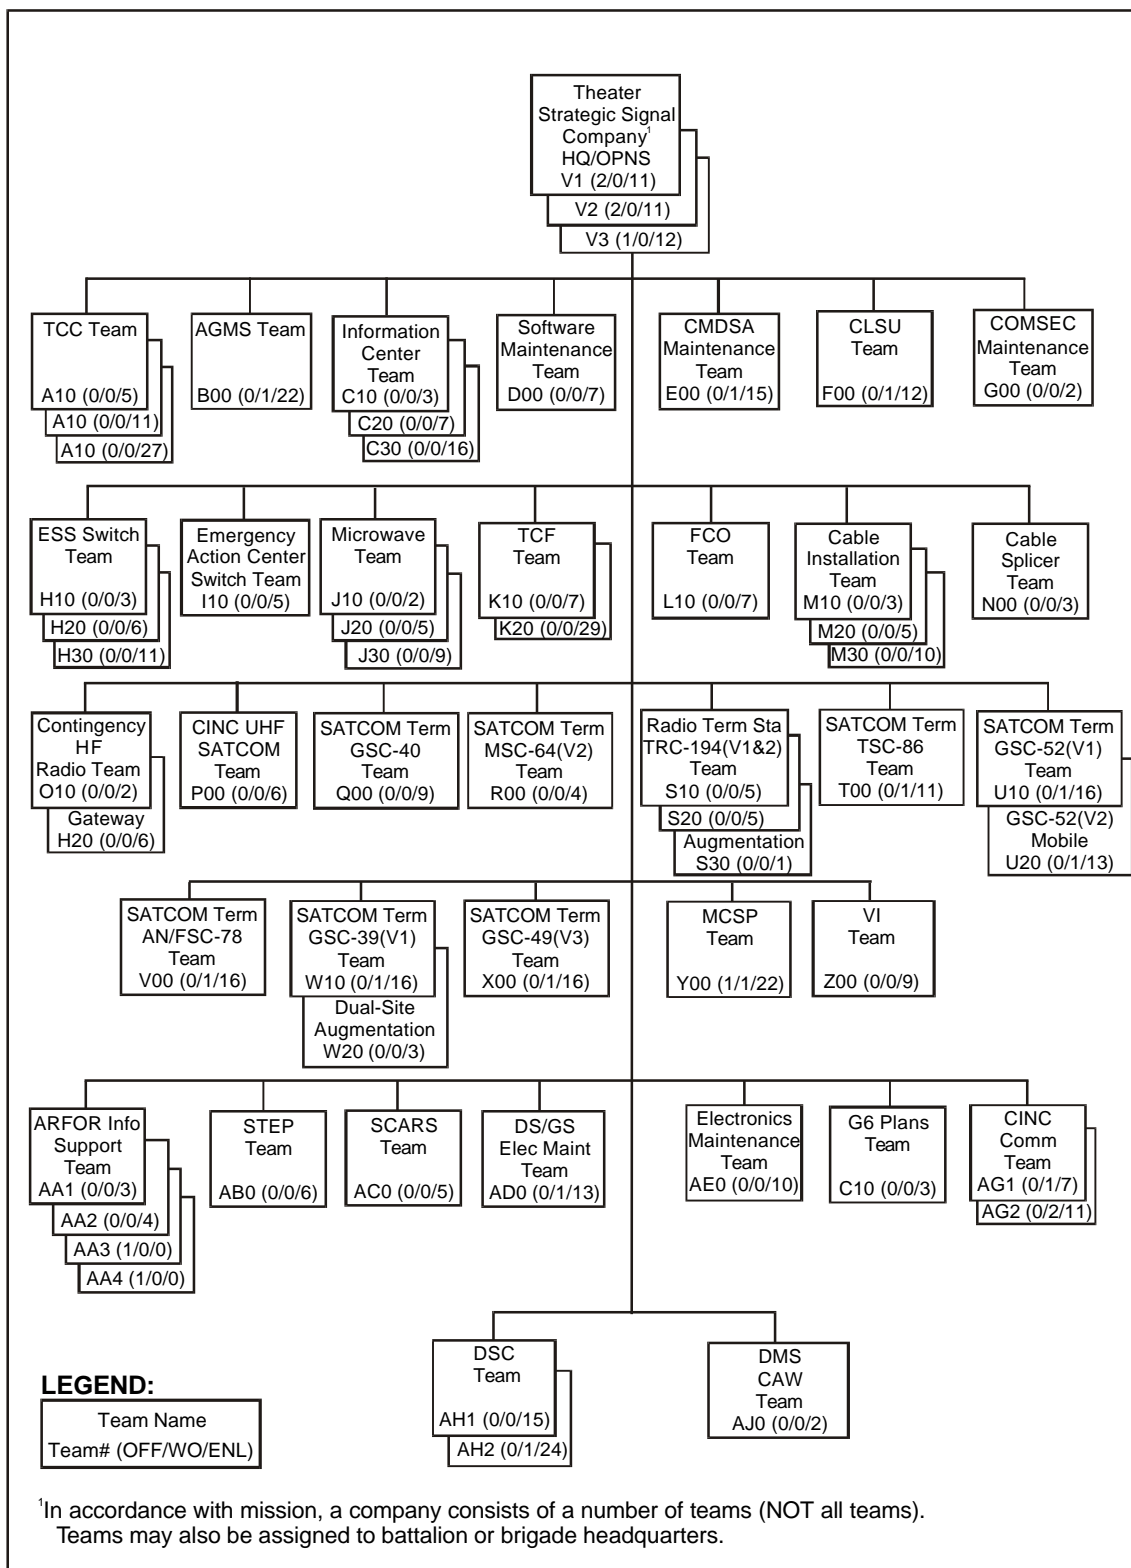 Theater
Strategic Signal
Company¹
HQ/OPNS
V1 (2/0/11)
V2 (2/0/11)
V3 (1/0/12)
TCC Team
A10 (0/0/5)
A10 (0/0/11)
A10 (0/0/27)
AGMS Team
B00 (0/1/22)
Information
Center
Team
C10 (0/0/3)
C20 (0/0/7)
C30 (0/0/16)
Software
Maintenance
Team
D00 (0/0/7)
CMDSA
Maintenance
Team
E00 (0/1/15)
CLSU
Team
F00 (0/1/12)
COMSEC
Maintenance
Team
G00 (0/0/2)
ESS Switch
Team
H10 (0/0/3)
H20 (0/0/6)
H30 (0/0/11)
Emergency
Action Center
Switch Team
I10 (0/0/5)
Microwave
Team
J10 (0/0/2)
J20 (0/0/5)
J30 (0/0/9)
TCF
Team
K10 (0/0/7)
K20 (0/0/29)
FCO
Team
L10 (0/0/7)
Cable
Installation
Team
M10 (0/0/3)
M20 (0/0/5)
M30 (0/0/10)
Cable
Splicer
Team
N00 (0/0/3)
Contingency
HF
Radio Team
O10 (0/0/2)
Gateway
H20 (0/0/6)
CINC UHF
SATCOM
Team
P00 (0/0/6)
SATCOM Term
GSC-40
Team
Q00 (0/0/9)
SATCOM Term
MSC-64(V2)
Team
R00 (0/0/4)
Radio Term Sta
TRC-194(V1&2)
Team
S10 (0/0/5)
S20 (0/0/5)
Augmentation
S30 (0/0/1)
SATCOM Term
TSC-86
Team
T00 (0/1/11)
SATCOM Term
GSC-52(V1)
Team
U10 (0/1/16)
GSC-52(V2)
Mobile
U20 (0/1/13)
SATCOM Term
AN/FSC-78
Team
V00 (0/1/16)
SATCOM Term
GSC-39(V1)
Team
W10 (0/1/16)
Dual-Site
Augmentation
W20 (0/0/3)
SATCOM Term
GSC-49(V3)
Team
X00 (0/1/16)
MCSP
Team
Y00 (1/1/22)
VI
Team
Z00 (0/0/9)
ARFOR Info
Support
Team
AA1 (0/0/3)
AA2 (0/0/4)
AA3 (1/0/0)
AA4 (1/0/0)
STEP
Team
AB0 (0/0/6)
SCARS
Team
AC0 (0/0/5)
DS/GS
Elec Maint
Team
AD0 (0/1/13)
Electronics
Maintenance
Team
AE0 (0/0/10)
G6 Plans
Team
C10 (0/0/3)
CINC
Comm
Team
AG1 (0/1/7)
AG2 (0/2/11)
DSC
Team
AH1 (0/0/15)
AH2 (0/1/24)
DMS
CAW
Team
AJ0 (0/0/2)
LEGEND:
Team Name
Team# (OFF/WO/ENL)
¹In accordance with mission, a company consists of a number of teams (NOT all teams).
Teams may also be assigned to battalion or brigade headquarters.